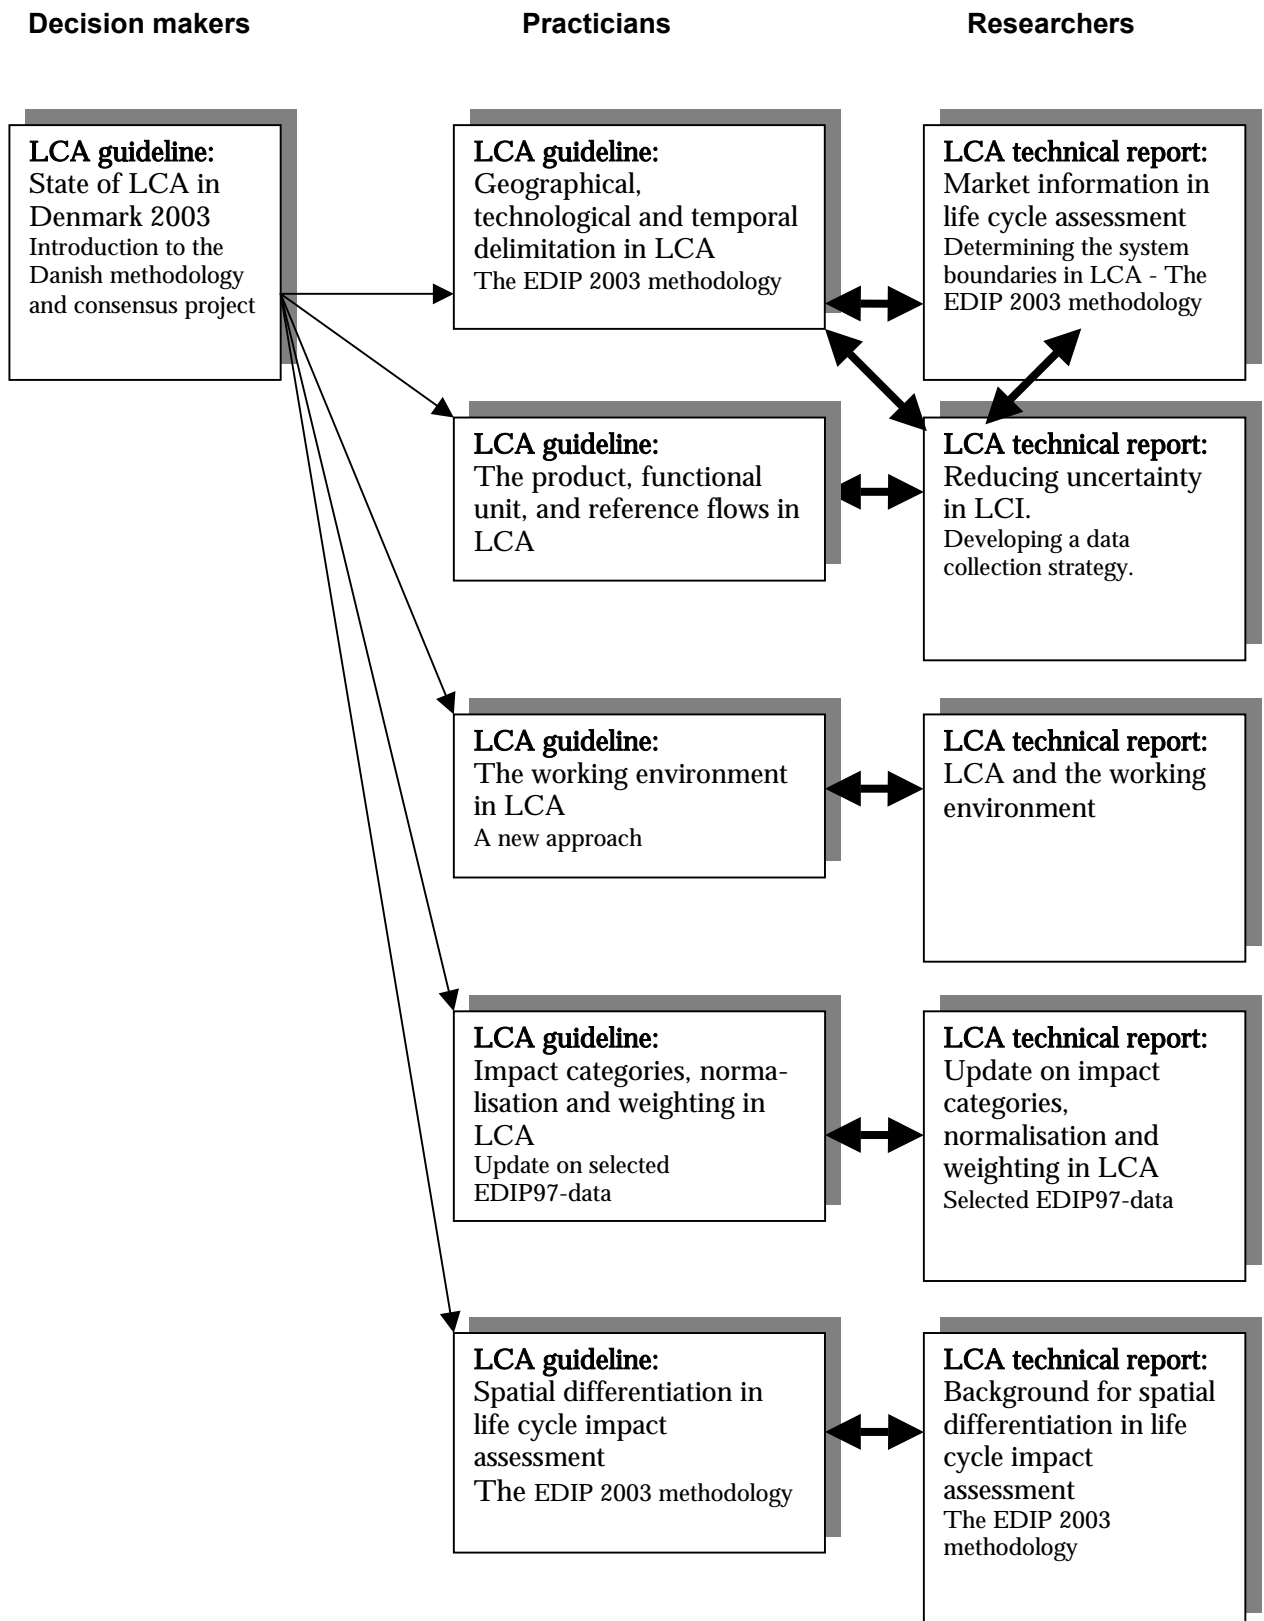 Decision makers
Practicians
Researchers
LCA guideline:
State of LCA in
Denmark 2003
Introduction to the
Danish methodology
and consensus project
LCA guideline:
Geographical,
technological and temporal
delimitation in LCA
The EDIP 2003 methodology
LCA technical report:
Market information in
life cycle assessment
Determining the system
boundaries in LCA - The
EDIP 2003 methodology
LCA guideline:
The product, functional
unit, and reference flows in
LCA
LCA technical report:
Reducing uncertainty
in LCI.
Developing a data
collection strategy.
LCA guideline:
The working environment
in LCA
A new approach
LCA technical report:
LCA and the working
environment
LCA guideline:
Impact categories, norma-
lisation and weighting in
LCA
Update on selected
EDIP97-data
LCA technical report:
Update on impact
categories,
normalisation and
weighting in LCA
Selected EDIP97-data
LCA guideline:
Spatial differentiation in
life cycle impact
assessment
The EDIP 2003 methodology
LCA technical report:
Background for spatial
differentiation in life
cycle impact
assessment
The EDIP 2003
methodology